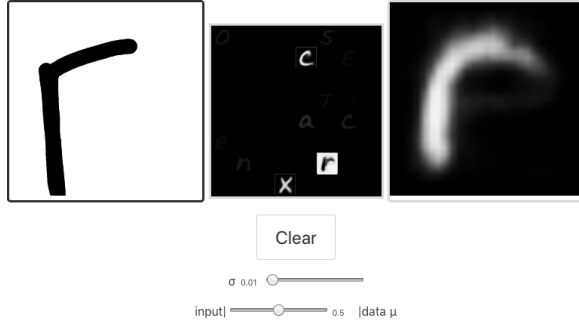 r
O S
c E
T U
a c
e
n r
x
r
Clear
σ 0.01
input| 0.5 |data μ